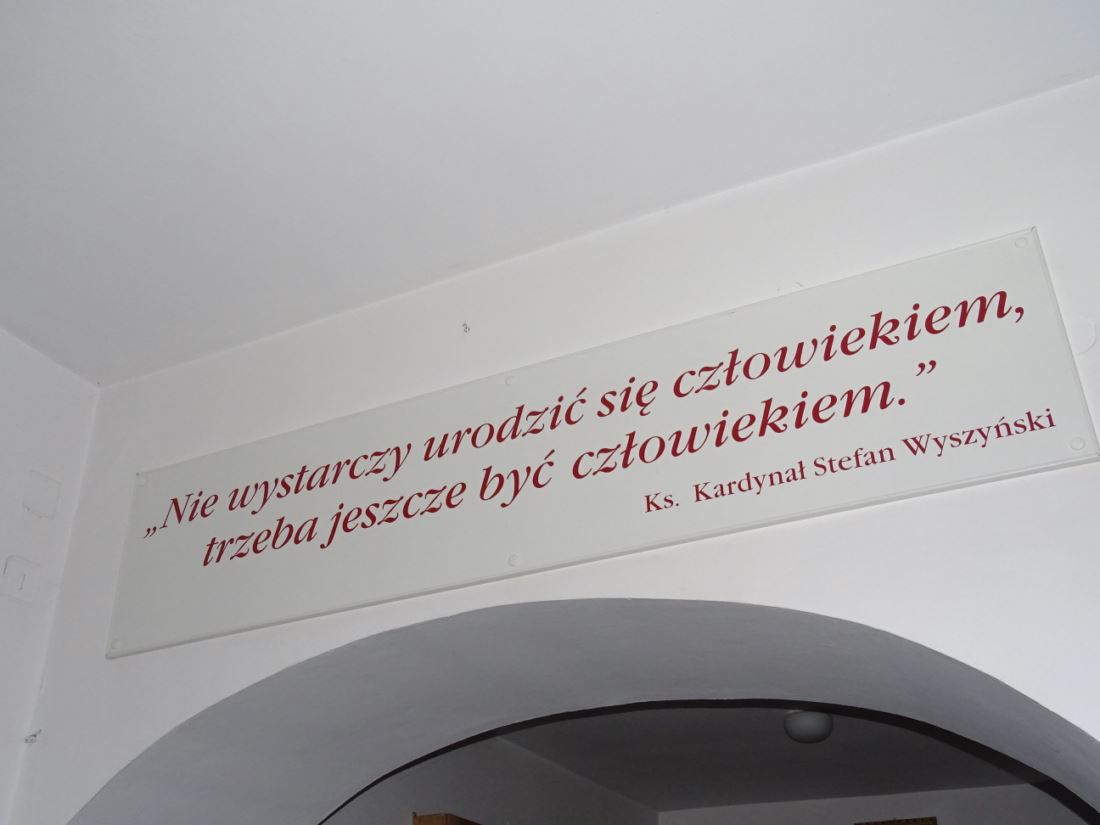 „Nie wystarczy urodzić się człowiekiem,
trzeba jeszcze być człowiekiem.”
Ks. Kardynał Stefan Wyszyński